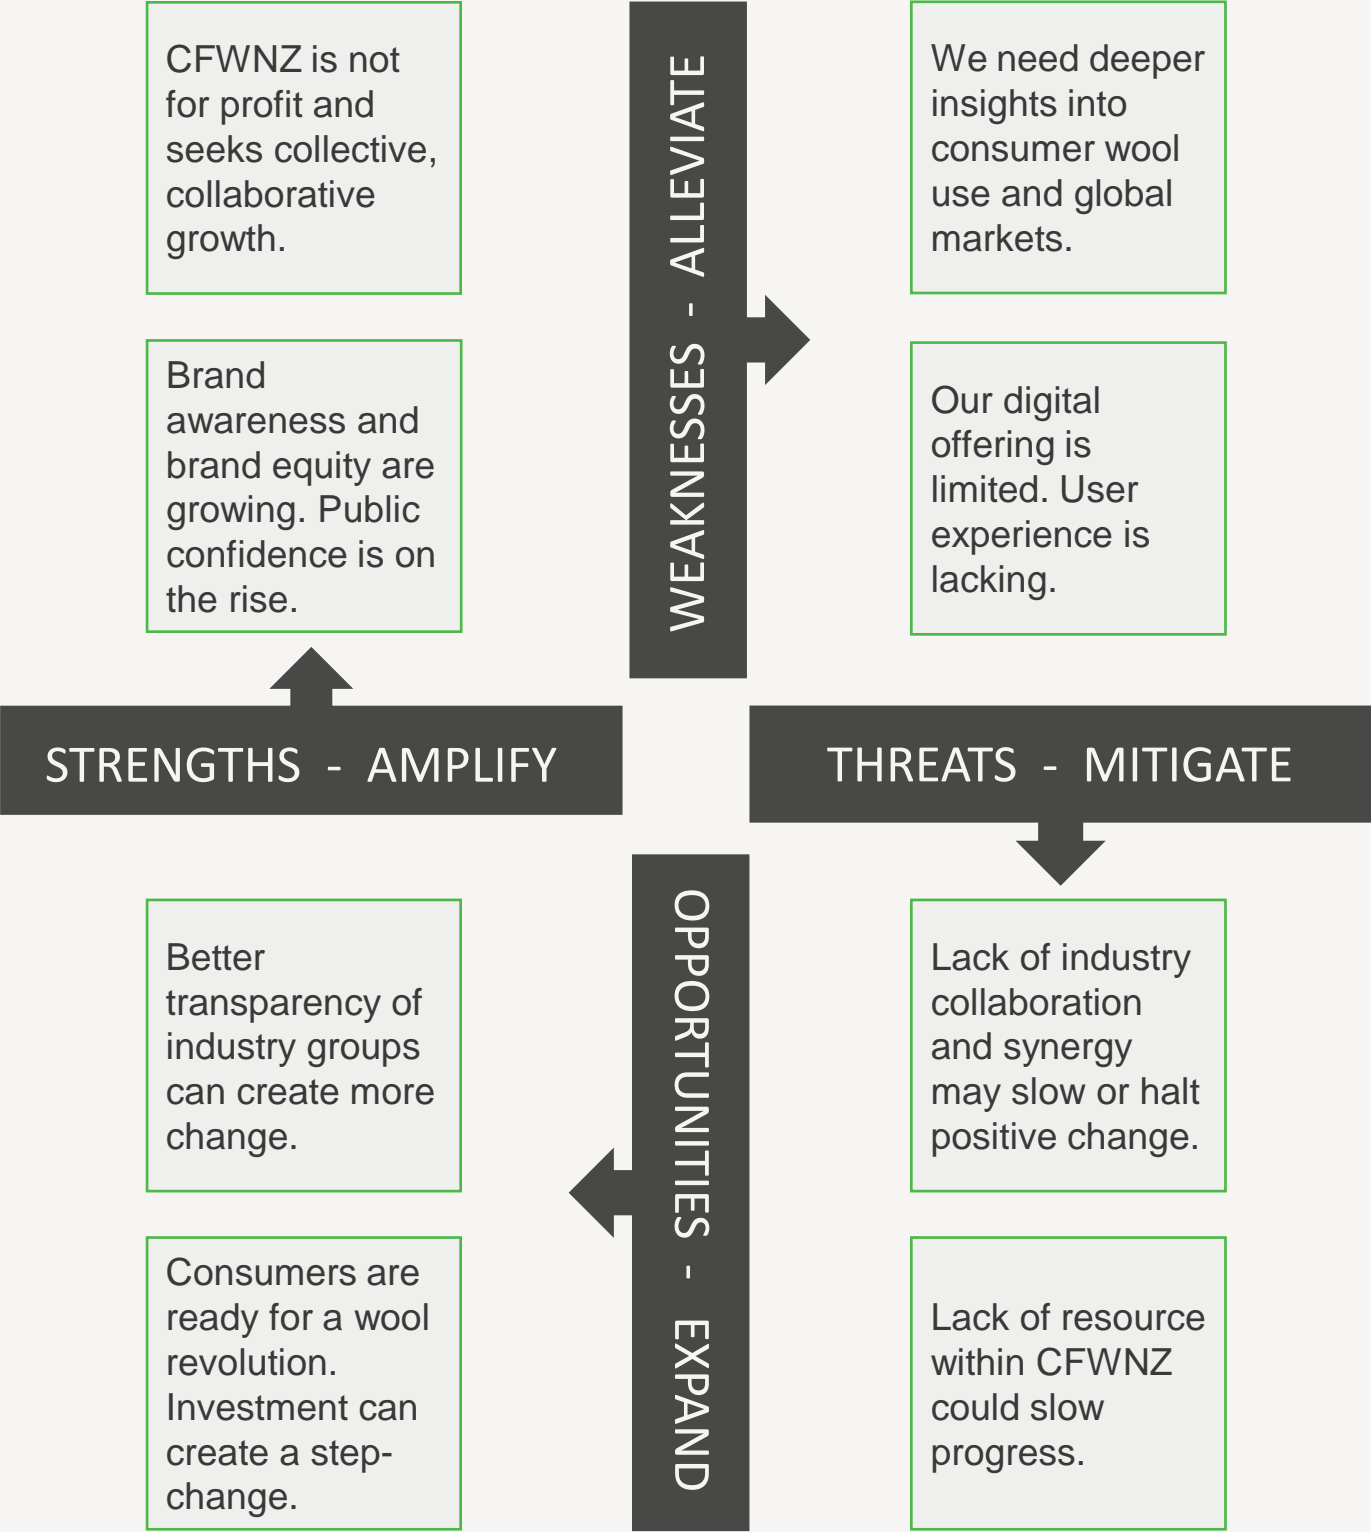 CFWNZ is not
for profit and
seeks collective,
collaborative
growth.
Brand
awareness and
brand equity are
growing. Public
confidence is on
the rise.
STRENGTHS - AMPLIFY
WEAKNESSES - ALLEVIATE
We need deeper
insights into
consumer wool
use and global
markets.
Our digital
offering is
limited. User
experience is
lacking.
THREATS - MITIGATE
Better
transparency of
industry groups
can create more
change.
Consumers are
ready for a wool
revolution.
Investment can
create a step-
change.
OPPORTUNITIES - EXPAND
Lack of industry
collaboration
and synergy
may slow or halt
positive change.
Lack of resource
within CFWNZ
could slow
progress.